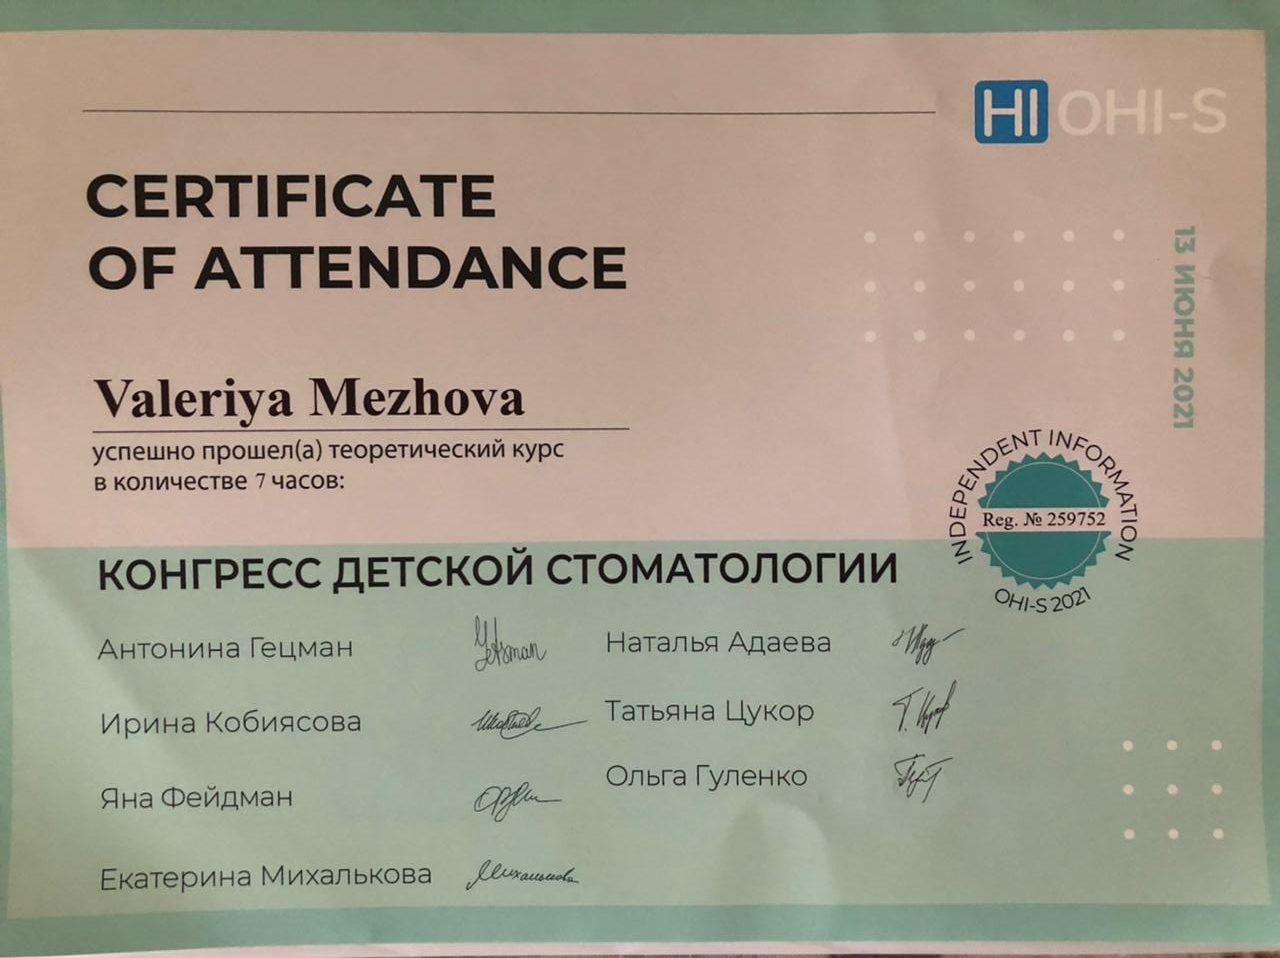 HI OHI-S
CERTIFICATE
OF ATTENDANCE
13 ИЮНЯ 2021
Valeriya Mezhova
успешно прошел(а) теоретический курс
в количестве 7 часов:
INDEPENDENT INFORMATION
Reg. № 259752
OHI-S 2021
КОНГРЕСС ДЕТСКОЙ СТОМАТОЛОГИИ
Антонина Гецман
Наталья Адаева
Ирина Кобиясова
Татьяна Цукор
Яна Фейдман
Ольга Гуленко
Екатерина Михалькова